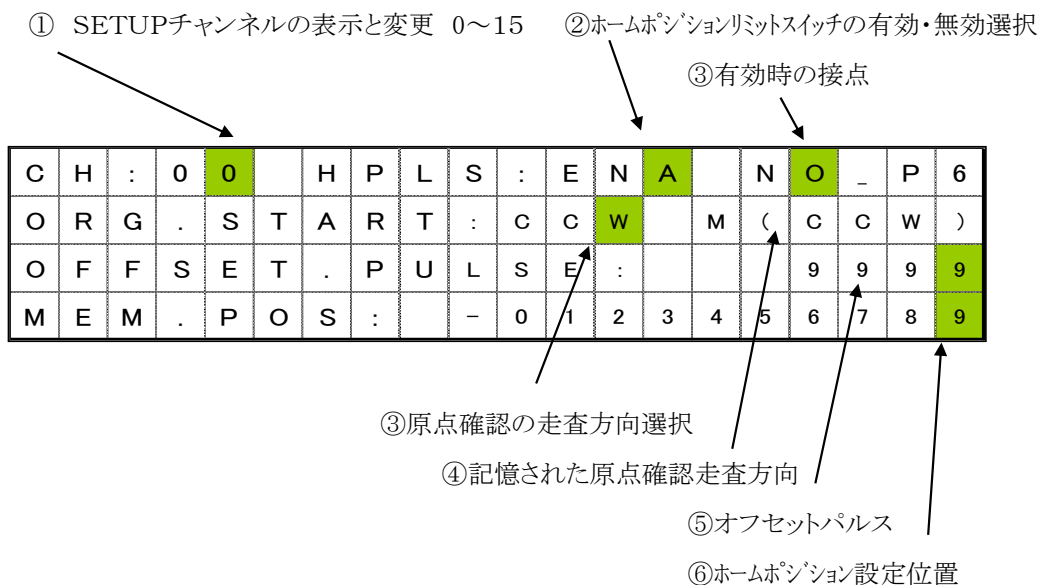 ① SETUPチャンネルの表示と変更 0～15 ②ﾎｰﾑﾎﾟｼﾞｼｮﾝﾘﾐｯﾄｽｲｯﾁの有効・無効選択
③有効時の接点
CH:00 HPLS:ENA NO_P6
ORG.START:CCW M(CCW)
OFFSET.PULSE:   9999
MEM.POS: -0123456789
③原点確認の走査方向選択
④記憶された原点確認走査方向
⑤オフセットパルス
⑥ﾎｰﾑﾎﾟｼﾞｼｮﾝ設定位置